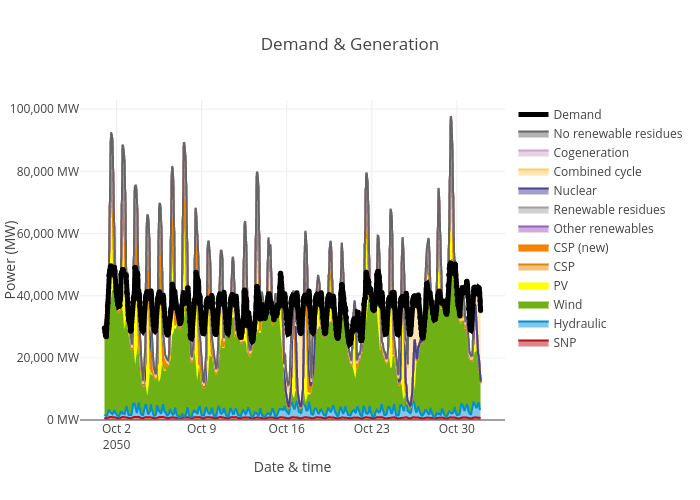 Demand & Generation
100,000 MW
80,000 MW
60,000 MW
40,000 MW
20,000 MW
0 MW
Power (MW)
Oct 2
2050
Oct 9
Oct 16
Oct 23
Oct 30
Date & time
Demand
No renewable residues
Cogeneration
Combined cycle
Nuclear
Renewable residues
Other renewables
CSP (new)
CSP
PV
Wind
Hydraulic
SNP